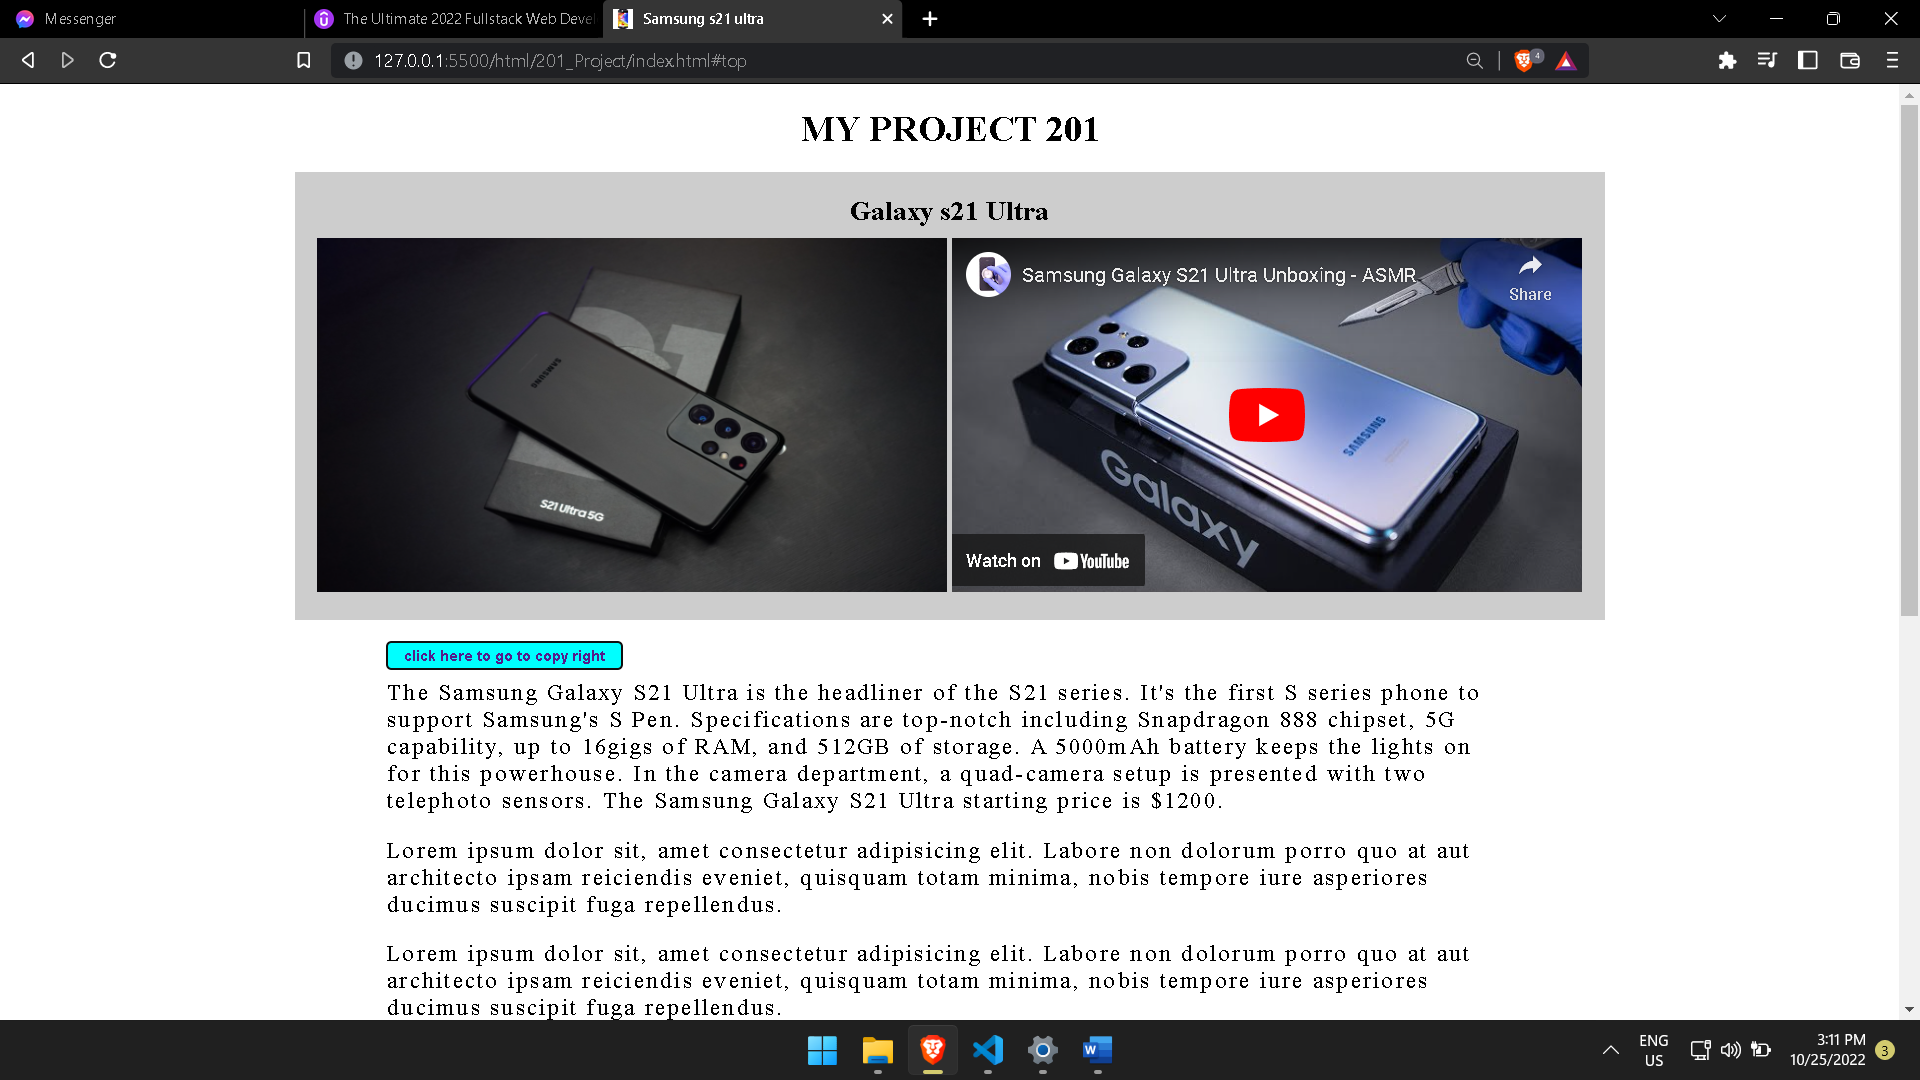 Messenger
The Ultimate 2022 Fullstack Web Devel
Samsung s21 ultra
127.0.0.1:5500/html/201_Project/index.html#top
4
MY PROJECT 201
Galaxy s21 Ultra
SAMSUNG
S21 Ultra 5G
Samsung Galaxy S21 Ultra Unboxing - ASMR
Share
SAMSUNG
Galaxy
Watch on YouTube
click here to go to copy right
The Samsung Galaxy S21 Ultra is the headliner of the S21 series. It's the first S series phone to
support Samsung's S Pen. Specifications are top-notch including Snapdragon 888 chipset, 5G
capability, up to 16gigs of RAM, and 512GB of storage. A 5000mAh battery keeps the lights on
for this powerhouse. In the camera department, a quad-camera setup is presented with two
telephoto sensors. The Samsung Galaxy S21 Ultra starting price is $1200.
Lorem ipsum dolor sit, amet consectetur adipisicing elit. Labore non dolorum porro quo at aut
architecto ipsam reiciendis eveniet, quisquam totam minima, nobis tempore iure asperiores
ducimus suscipit fuga repellendus.
Lorem ipsum dolor sit, amet consectetur adipisicing elit. Labore non dolorum porro quo at aut
architecto ipsam reiciendis eveniet, quisquam totam minima, nobis tempore iure asperiores
ducimus suscipit fuga repellendus.
W
ENG
US
3:11 PM
10/25/2022
3